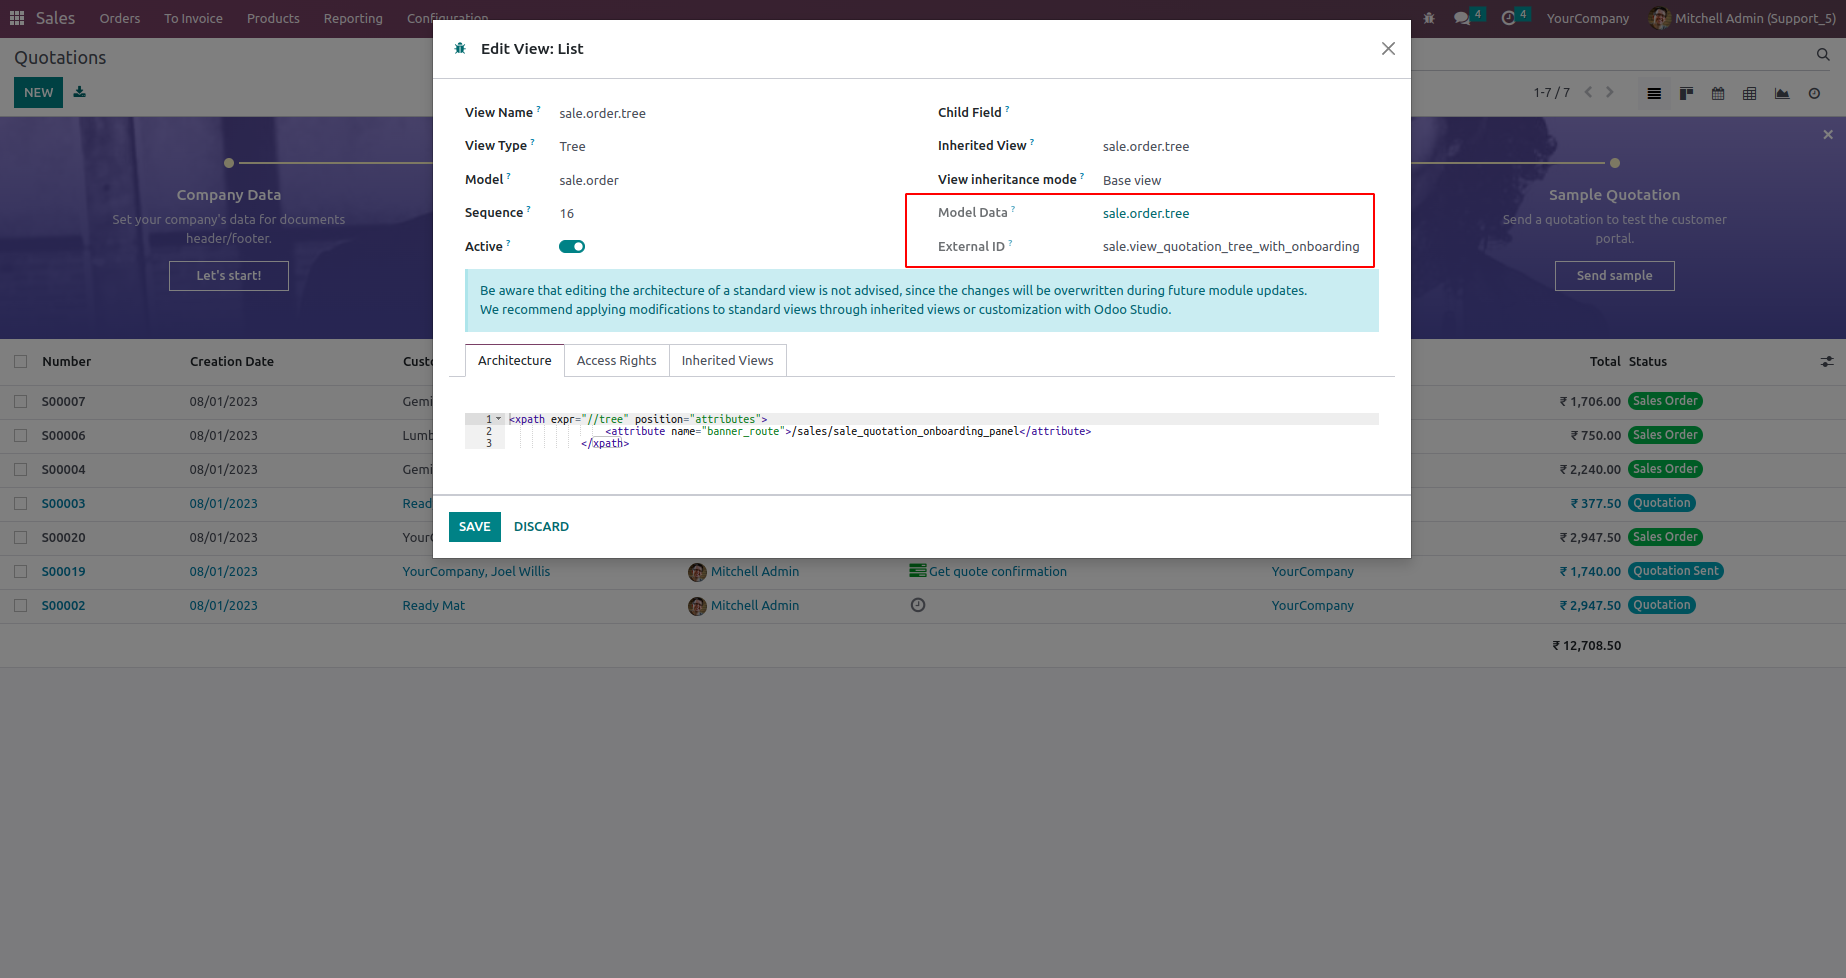 Sales Orders To Invoice Products Reporting Configuration 4 4 YourCompany Mitchell Admin (Support_5)
Quotations
NEW
1-7 / 7
Company Data
Set your company's data for documents
header/footer.
Let's start!
Sample Quotation
Send a quotation to test the customer
portal.
Send sample
Edit View: List
View Name ? sale.order.tree
View Type ? Tree
Model ? sale.order
Sequence ? 16
Active ?
Child Field ?
Inherited View ? sale.order.tree
View inheritance mode ? Base view
Model Data ? sale.order.tree
External ID ? sale.view_quotation_tree_with_onboarding
Be aware that editing the architecture of a standard view is not advised, since the changes will be overwritten during future module updates.
We recommend applying modifications to standard views through inherited views or customization with Odoo Studio.
Architecture Access Rights Inherited Views
1 <xpath expr="//tree" position="attributes">
2 <attribute name="banner_route">/sales/sale_quotation_onboarding_panel</attribute>
3 </xpath>
SAVE DISCARD
Number Creation Date Custo Total Status
S00007 08/01/2023 Gemi ₹ 1,706.00 Sales Order
S00006 08/01/2023 Lumb ₹ 750.00 Sales Order
S00004 08/01/2023 Gemi ₹ 2,240.00 Sales Order
S00003 08/01/2023 Read ₹ 377.50 Quotation
S00020 08/01/2023 YourC ₹ 2,947.50 Sales Order
S00019 08/01/2023 YourCompany, Joel Willis Mitchell Admin Get quote confirmation YourCompany ₹ 1,740.00 Quotation Sent
S00002 08/01/2023 Ready Mat Mitchell Admin YourCompany ₹ 2,947.50 Quotation
₹ 12,708.50